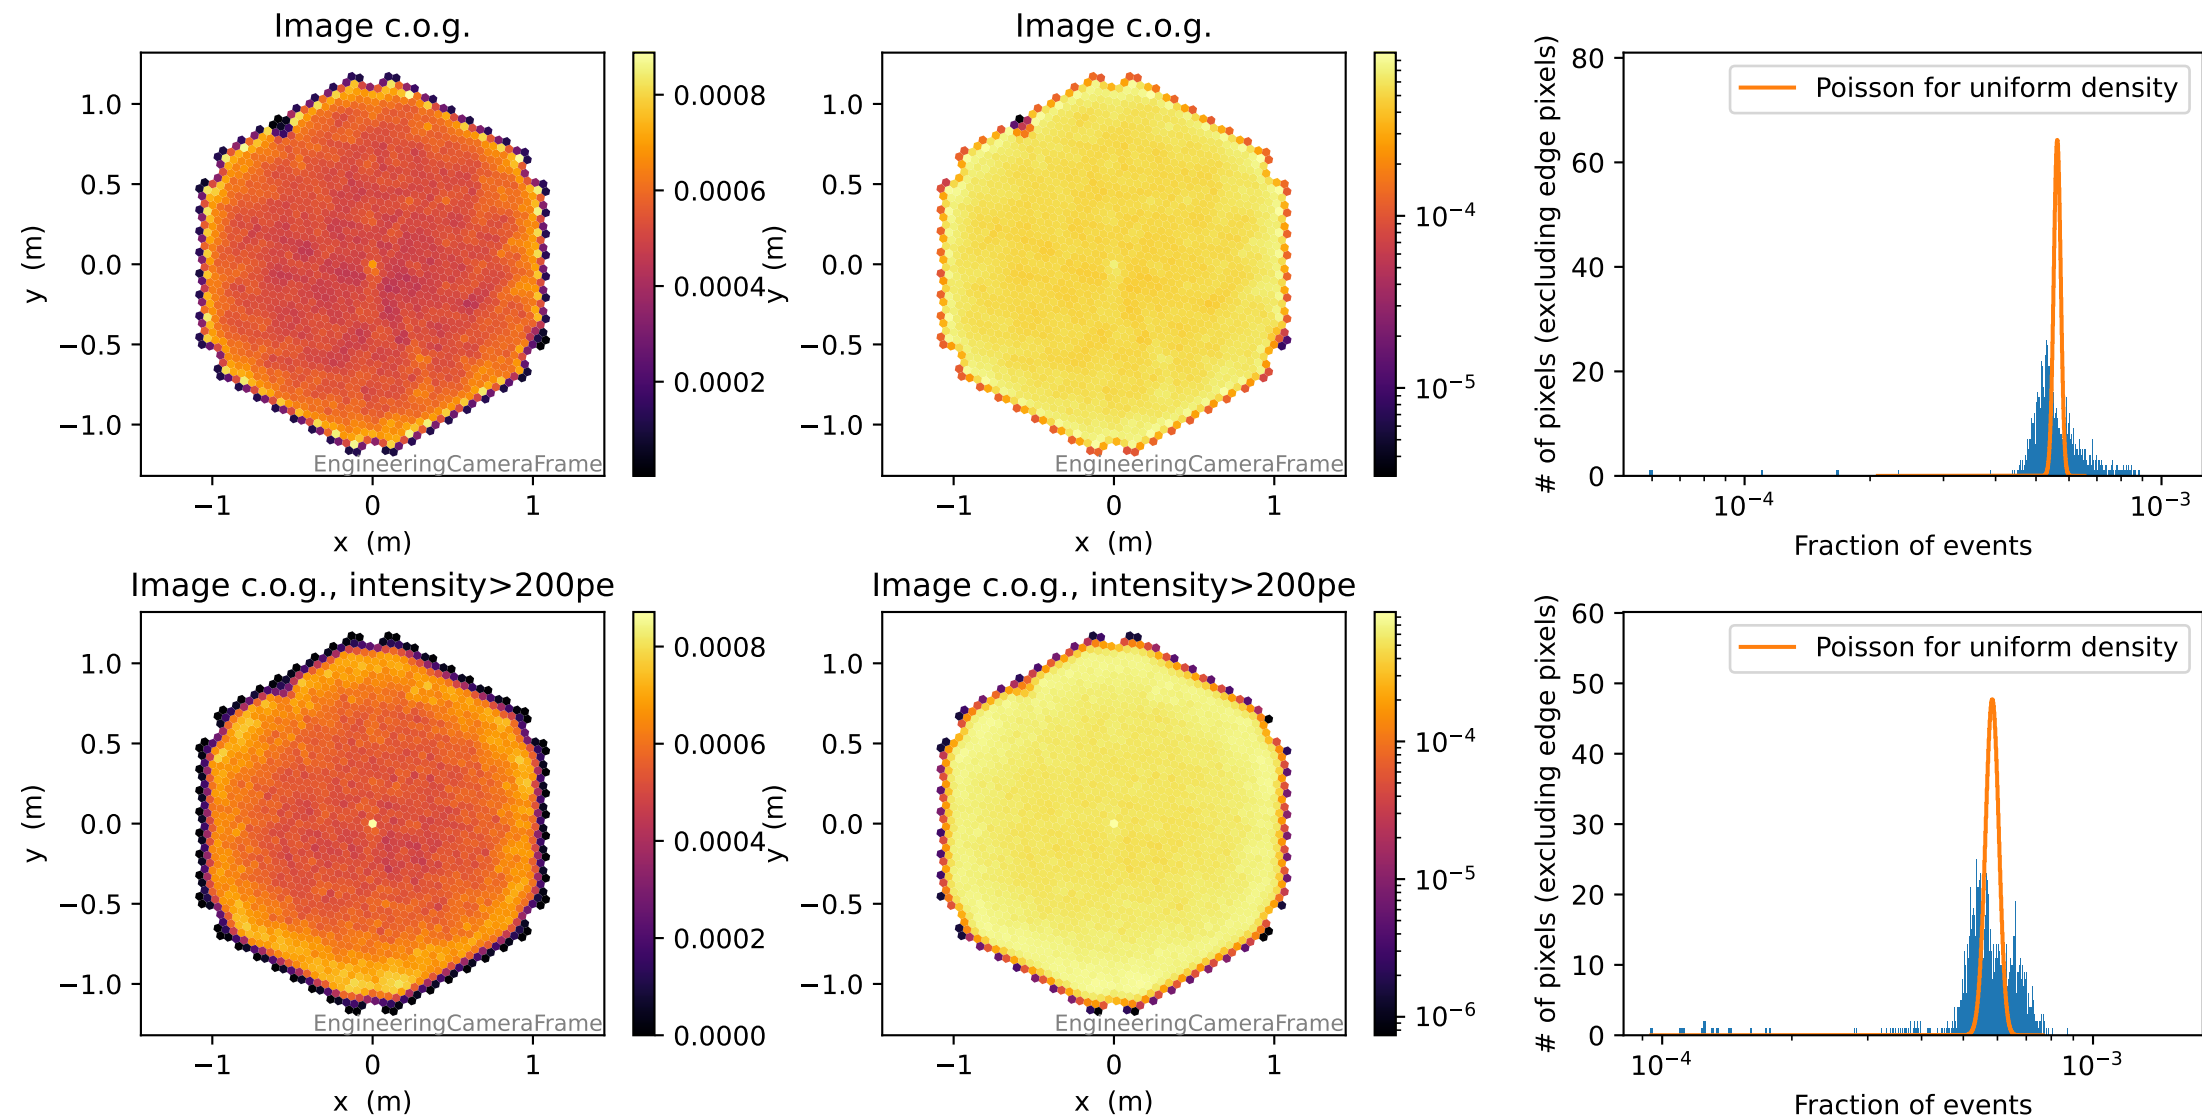 Image c.o.g.
y (m)
1.0
0.5
0.0
−0.5
−1.0
−1
0
1
x (m)
EngineeringCameraFrame
0.0008
0.0006
0.0004
0.0002
Image c.o.g.
y (m)
1.0
0.5
0.0
−0.5
−1.0
−1
0
1
x (m)
EngineeringCameraFrame
10⁻⁴
10⁻⁵
# of pixels (excluding edge pixels)
80
60
40
20
0
Poisson for uniform density
10⁻⁴
10⁻³
Fraction of events
Image c.o.g., intensity>200pe
y (m)
1.0
0.5
0.0
−0.5
−1.0
−1
0
1
x (m)
EngineeringCameraFrame
0.0008
0.0006
0.0004
0.0002
0.0000
Image c.o.g., intensity>200pe
y (m)
1.0
0.5
0.0
−0.5
−1.0
−1
0
1
x (m)
EngineeringCameraFrame
10⁻⁴
10⁻⁵
10⁻⁶
# of pixels (excluding edge pixels)
60
50
40
30
20
10
0
Poisson for uniform density
10⁻⁴
10⁻³
Fraction of events